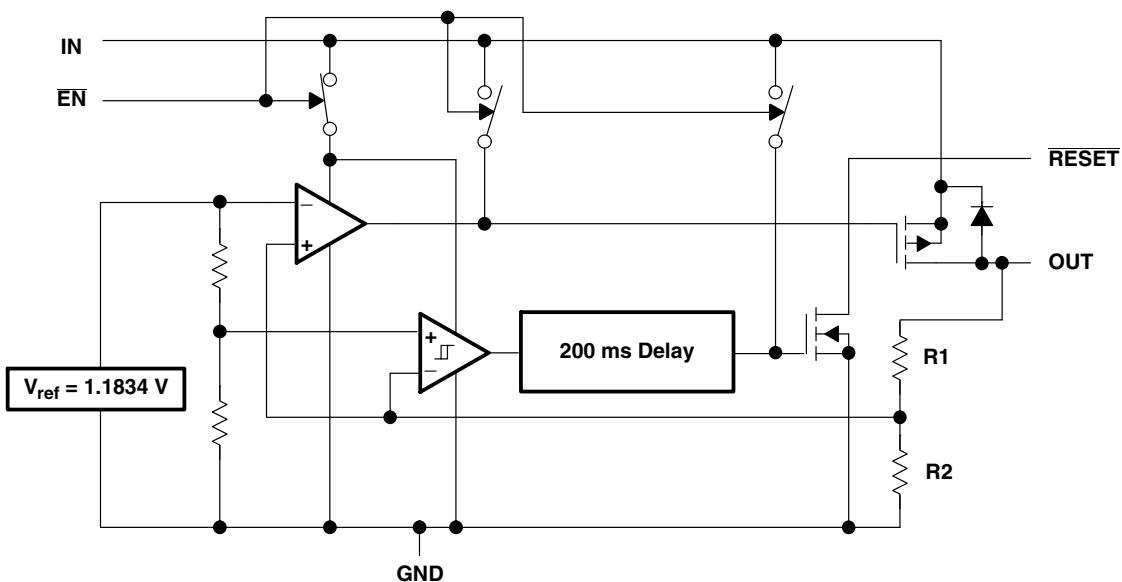 IN
EN
RESET
−
+
OUT
+
−
200 ms Delay
R1
Vref = 1.1834 V
R2
GND